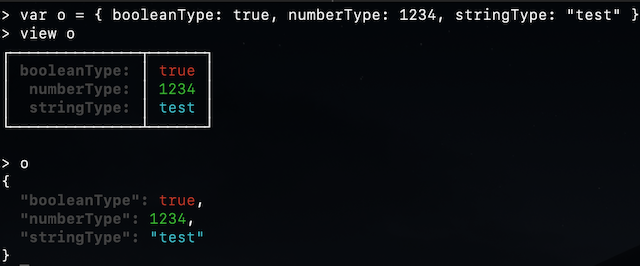 > var o = { booleanType: true, numberType: 1234, stringType: "test" }
> view o
booleanType: true
numberType: 1234
stringType: test
> o
{
"booleanType": true,
"numberType": 1234,
"stringType": "test"
}